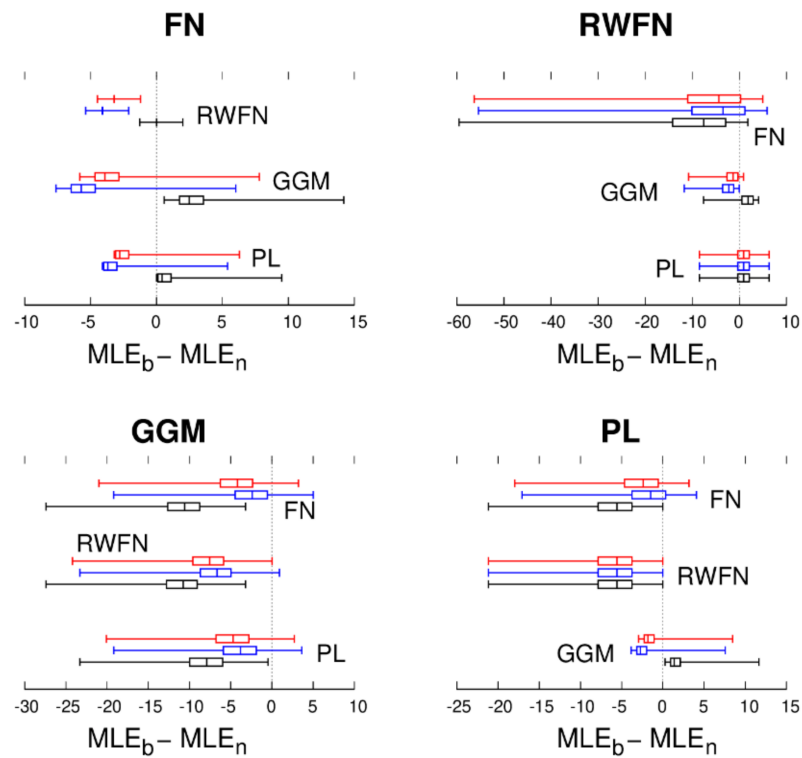 FN
RWFN
RWFN
GGM
PL
-10 -5 0 5 10 15
MLEb – MLEn
FN
GGM
PL
-60 -50 -40 -30 -20 -10 0 10
MLEb – MLEn
GGM
PL
FN
RWFN
PL
-30 -25 -20 -15 -10 -5 0 5 10
MLEb – MLEn
FN
RWFN
GGM
-25 -20 -15 -10 -5 0 5 10 15
MLEb – MLEn